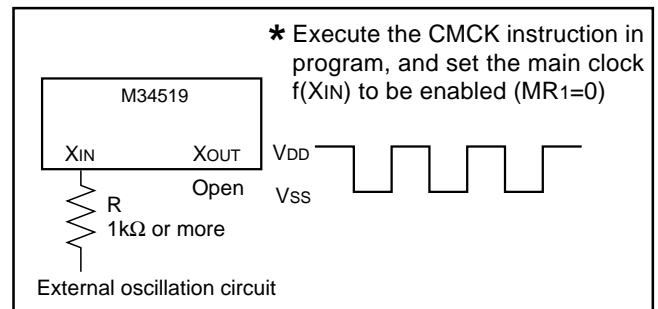 * Execute the CMCK instruction in
program, and set the main clock
f(XIN) to be enabled (MR1=0)
M34519
XIN XOUT
Open
R
1kΩ or more
External oscillation circuit
VDD
VSS